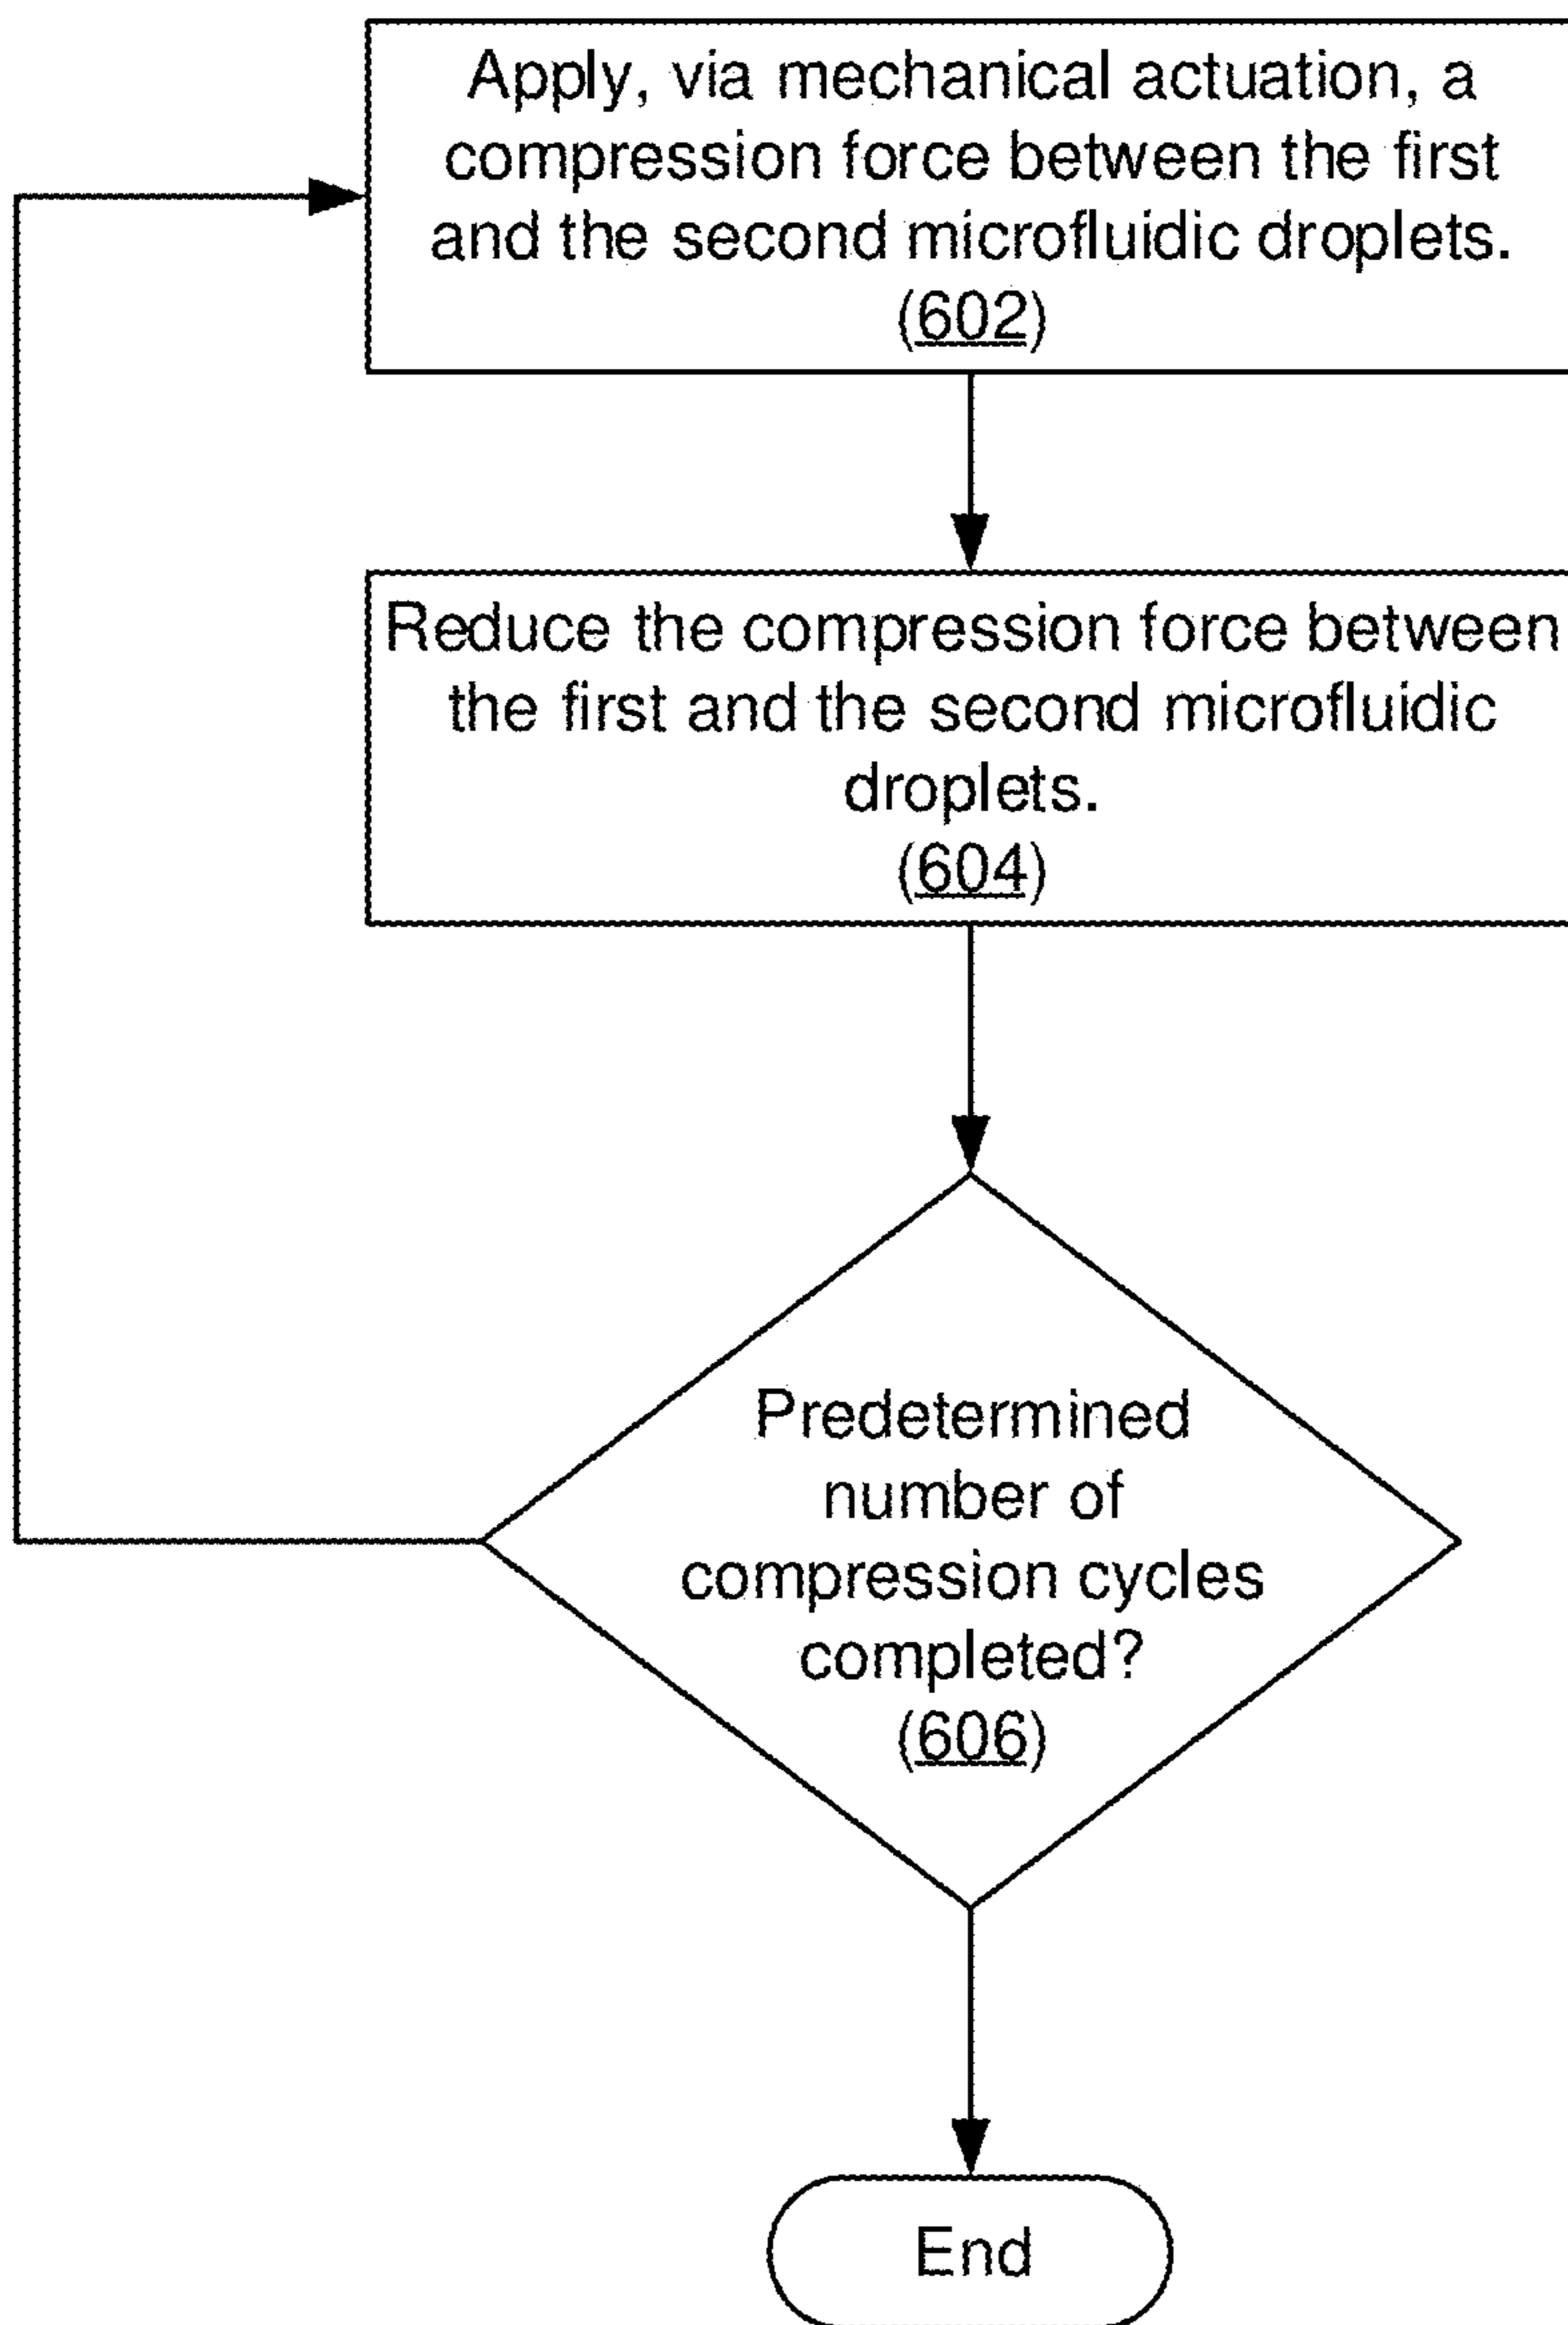 Apply, via mechanical actuation, a
compression force between the first
and the second microfluidic droplets.
(602)
Reduce the compression force between
the first and the second microfluidic
droplets.
(604)
Predetermined
number of
compression cycles
completed?
(606)
End